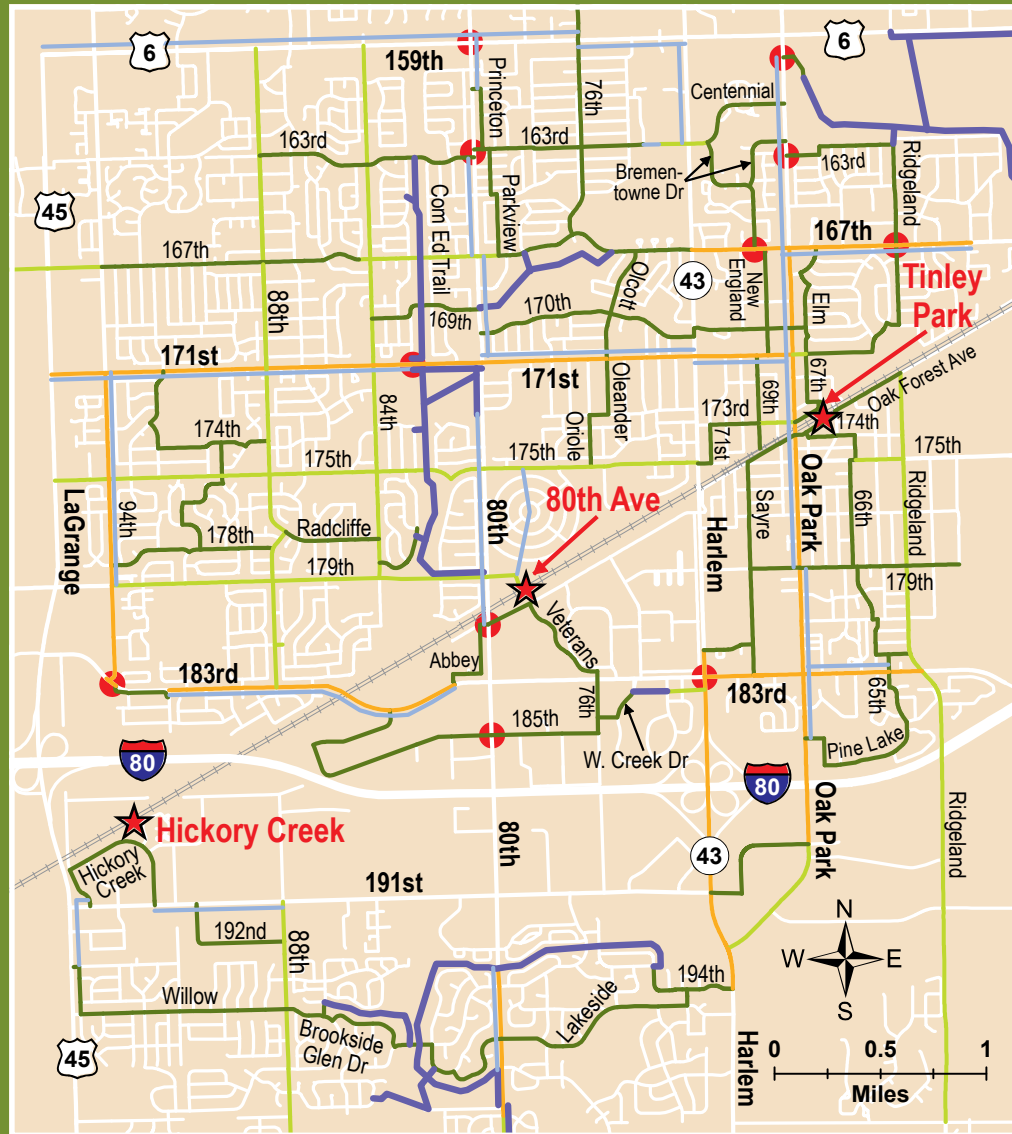 6
6
159th
Princeton
76th
Centennial
163rd
163rd
Bremen-
towne Dr
163rd
Ridgeland
45
Com Ed Trail
Parkview
167th
167th
88th
Olcott
43
New
England
Elm
Tinley
Park
169th
170th
171st
171st
84th
Oleander
Oriole
67th
Oak Forest Ave
69th
173rd
71st
174th
174th
175th
175th
LaGrange
94th
178th
Radcliffe
179th
80th
80th Ave
Harlem
Sayre
Oak Park
66th
Ridgeland
179th
Veterans
Abbey
183rd
183rd
76th
65th
185th
W. Creek Dr
Pine Lake
80
80
Hickory Creek
Hickory
Creek
80th
Oak Park
Ridgeland
43
191st
192nd
88th
N
W
E
S
194th
Willow
Lakeside
Brookside
Glen Dr
45
Harlem
0
0.5
1
Miles